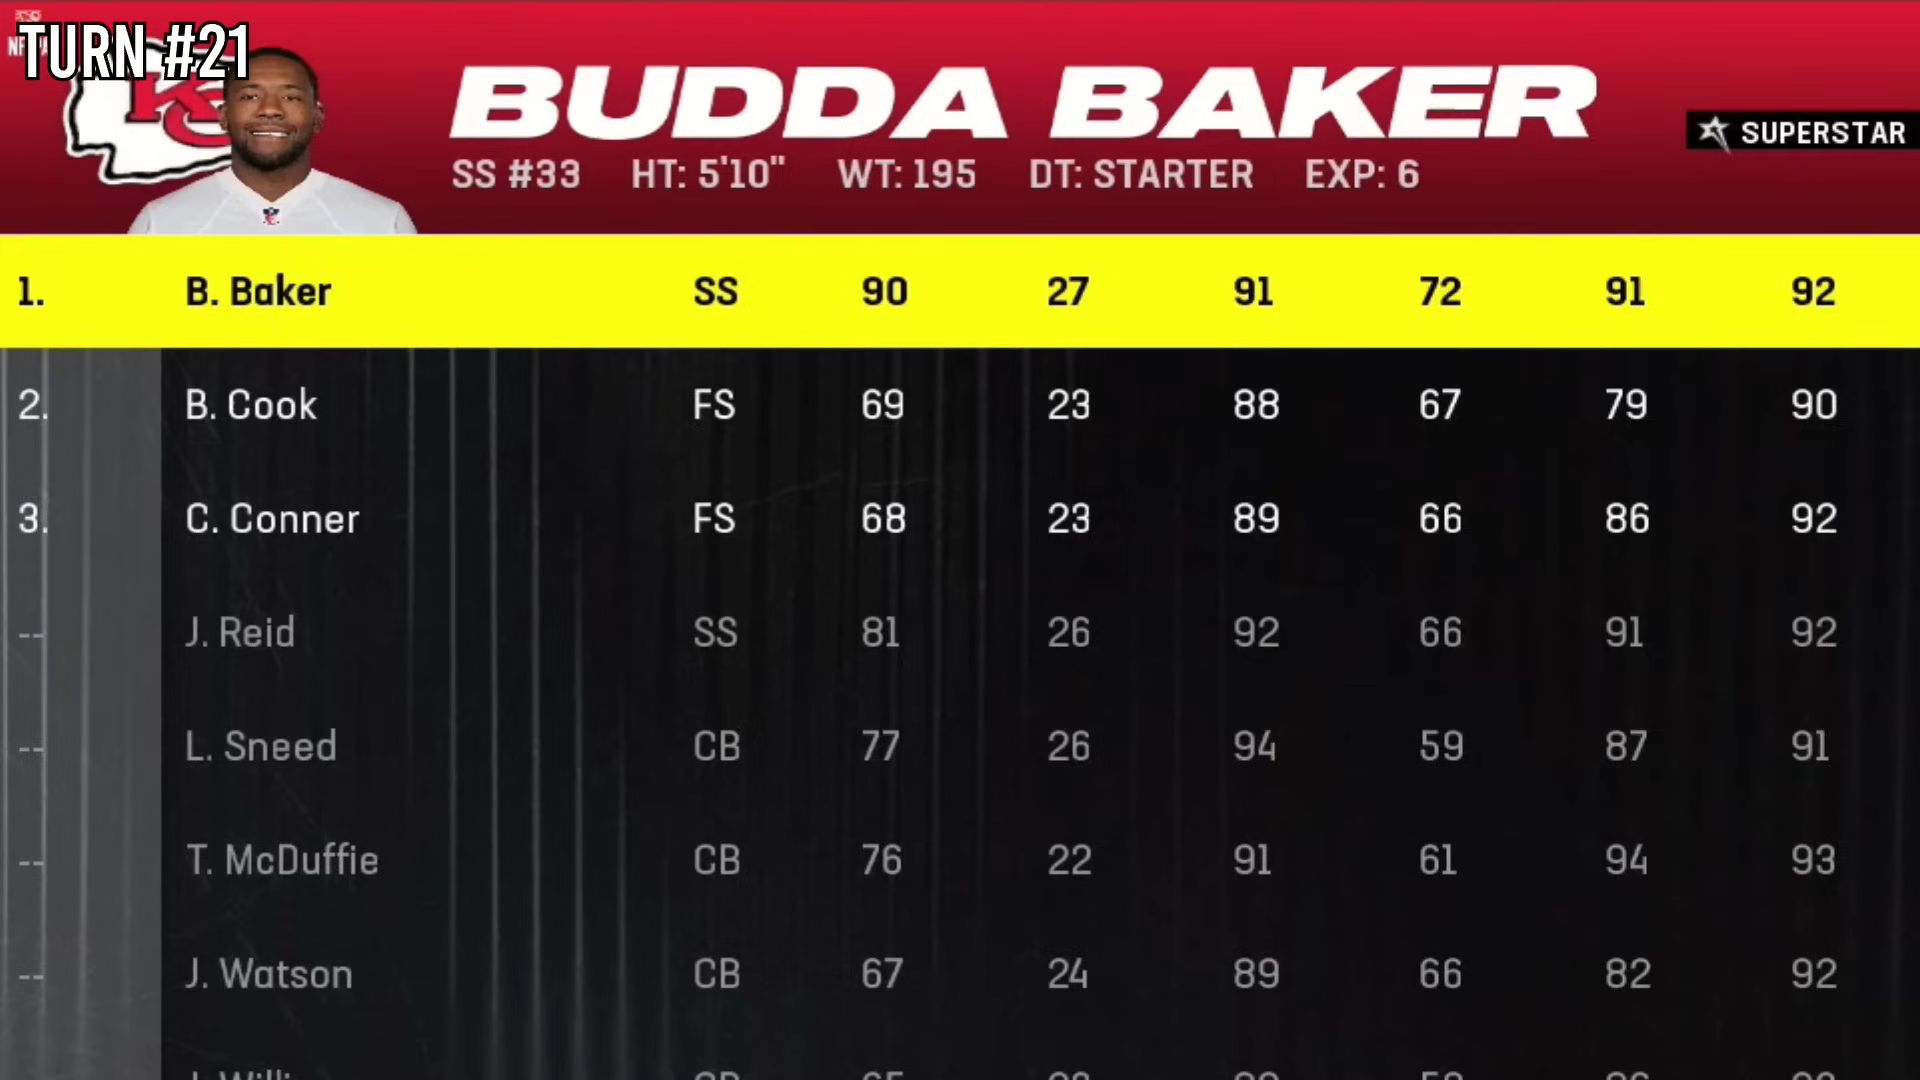 TURN #21
BUDDA BAKER
SS #33 HT: 5'10" WT: 195 DT: STARTER EXP: 6
SUPERSTAR
KC
1. B. Baker SS 90 27 91 72 91 92
2. B. Cook FS 69 23 88 67 79 90
3. C. Conner FS 68 23 89 66 86 92
-- J. Reid SS 81 26 92 66 91 92
-- L. Sneed CB 77 26 94 59 87 91
-- T. McDuffie CB 76 22 91 61 94 93
-- J. Watson CB 67 24 89 66 82 92